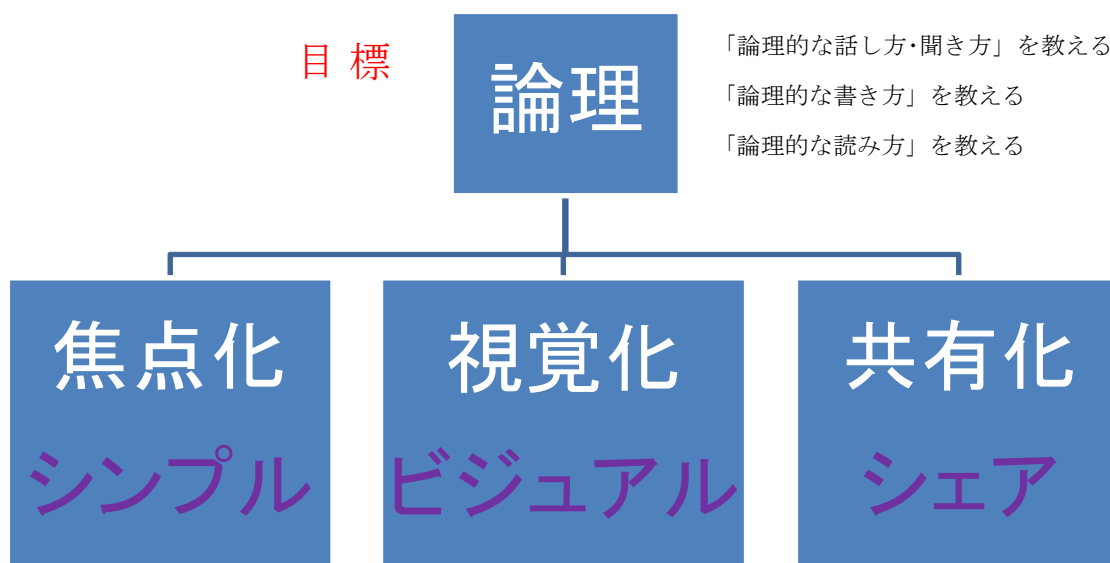 目 標
論理
「論理的な話し方・聞き方」を教える
「論理的な書き方」を教える
「論理的な読み方」を教える
焦点化
シンプル
視覚化
ビジュアル
共有化
シェア